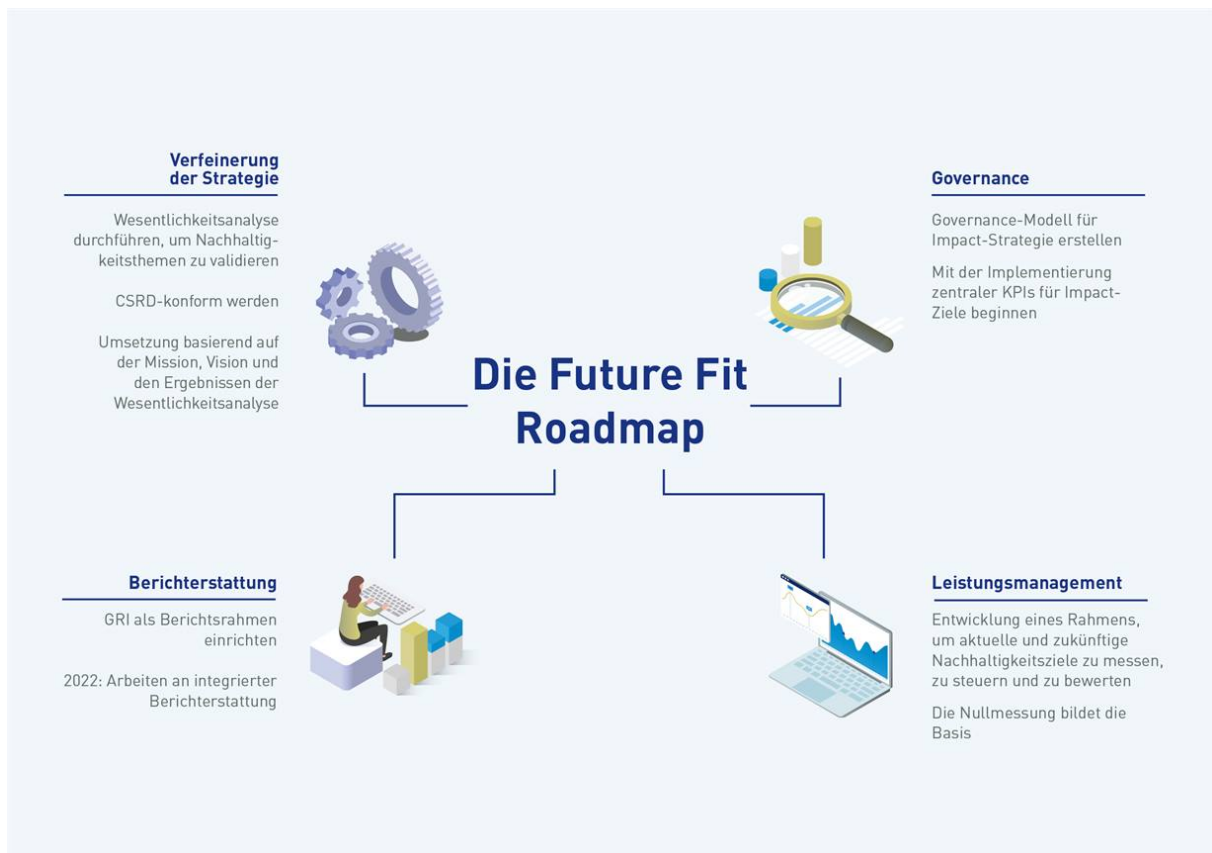 Verfeinerung
der Strategie
Wesentlichkeitsanalyse
durchführen, um Nachhaltig-
keitsthemen zu validieren
CSRD-konform werden
Umsetzung basierend auf
der Mission, Vision und
den Ergebnissen der
Wesentlichkeitsanalyse
Governance
Governance-Modell für
Impact-Strategie erstellen
Mit der Implementierung
zentraler KPIs für Impact-
Ziele beginnen
Die Future Fit
Roadmap
Berichterstattung
GRI als Berichtsrahmen
einrichten
2022: Arbeiten an integrierter
Berichterstattung
Leistungsmanagement
Entwicklung eines Rahmens,
um aktuelle und zukünftige
Nachhaltigkeitsziele zu messen,
zu steuern und zu bewerten
Die Nullmessung bildet die
Basis